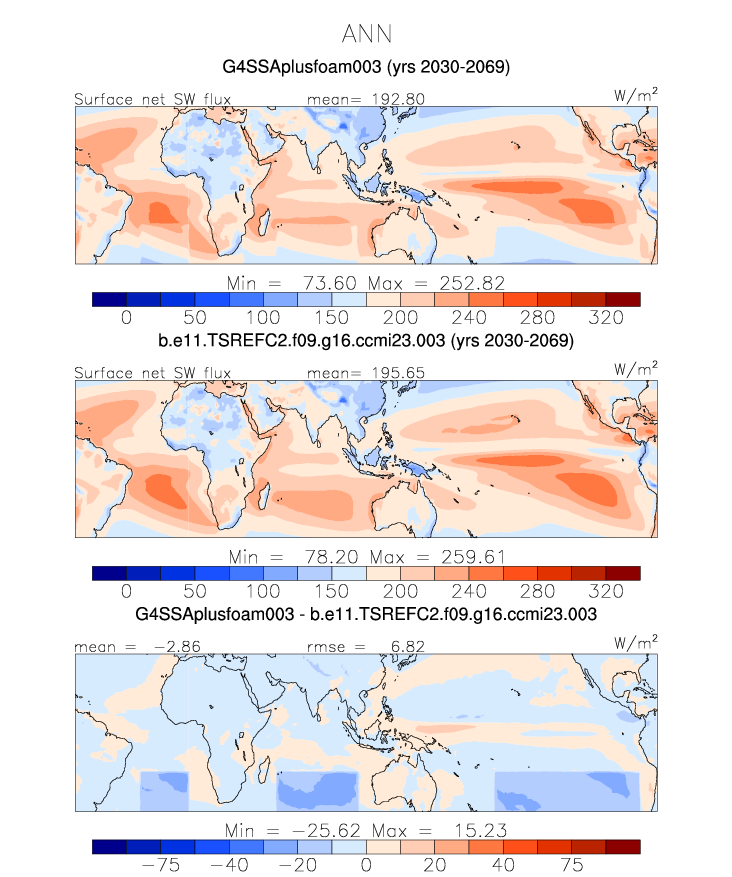 ANN
G4SSAplusfoam003 (yrs 2030-2069)
Surface net SW flux mean= 192.80 W/m²
Min = 73.60 Max = 252.82
0 50 100 150 200 240 280 320
b.e11.TSREFC2.f09.g16.ccmi23.003 (yrs 2030-2069)
Surface net SW flux mean= 195.65 W/m²
Min = 78.20 Max = 259.61
0 50 100 150 200 240 280 320
G4SSAplusfoam003 - b.e11.TSREFC2.f09.g16.ccmi23.003
mean = −2.86 rmse = 6.82 W/m²
Min = −25.62 Max = 15.23
−75 −40 −20 0 20 40 75